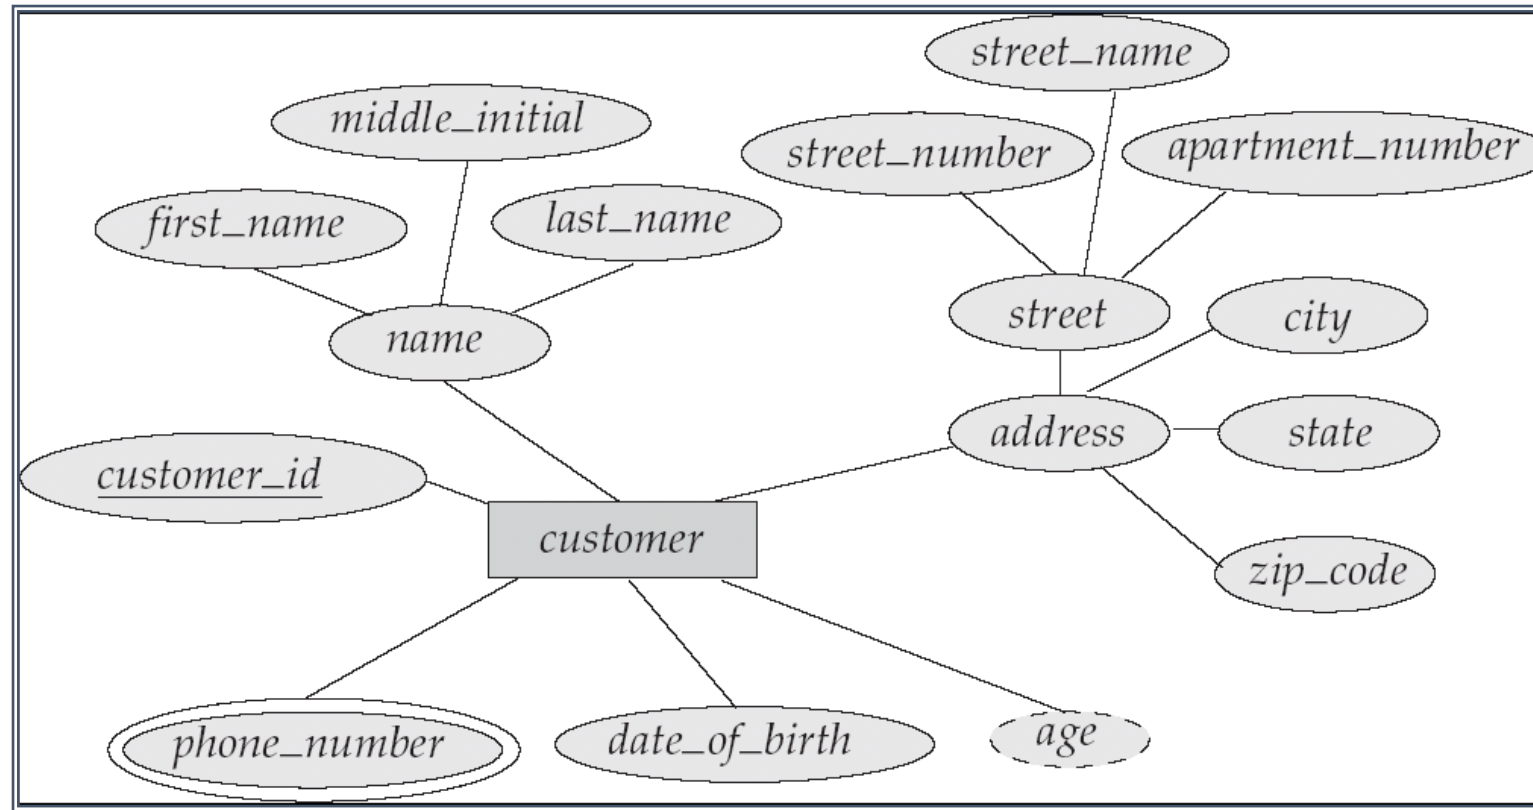 street_name
middle_initial
street_number
apartment_number
first_name
last_name
street
city
name
address
state
customer_id
customer
zip_code
phone_number
date_of_birth
age